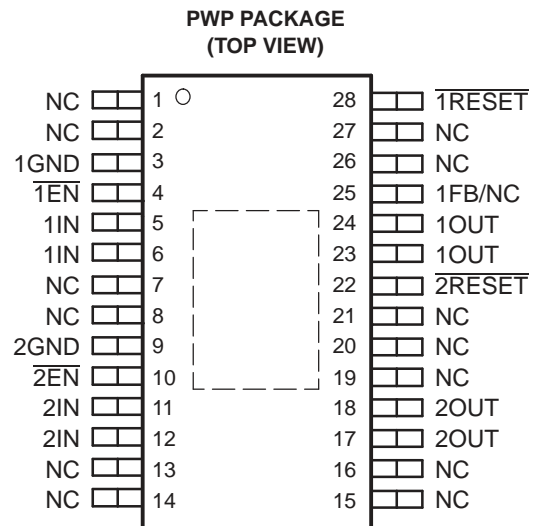 PWP PACKAGE
(TOP VIEW)
NC 1 28 1RESET
NC 2 27 NC
1GND 3 26 NC
1EN 4 25 1FB/NC
1IN 5 24 1OUT
1IN 6 23 1OUT
NC 7 22 2RESET
NC 8 21 NC
2GND 9 20 NC
2EN 10 19 NC
2IN 11 18 2OUT
2IN 12 17 2OUT
NC 13 16 NC
NC 14 15 NC